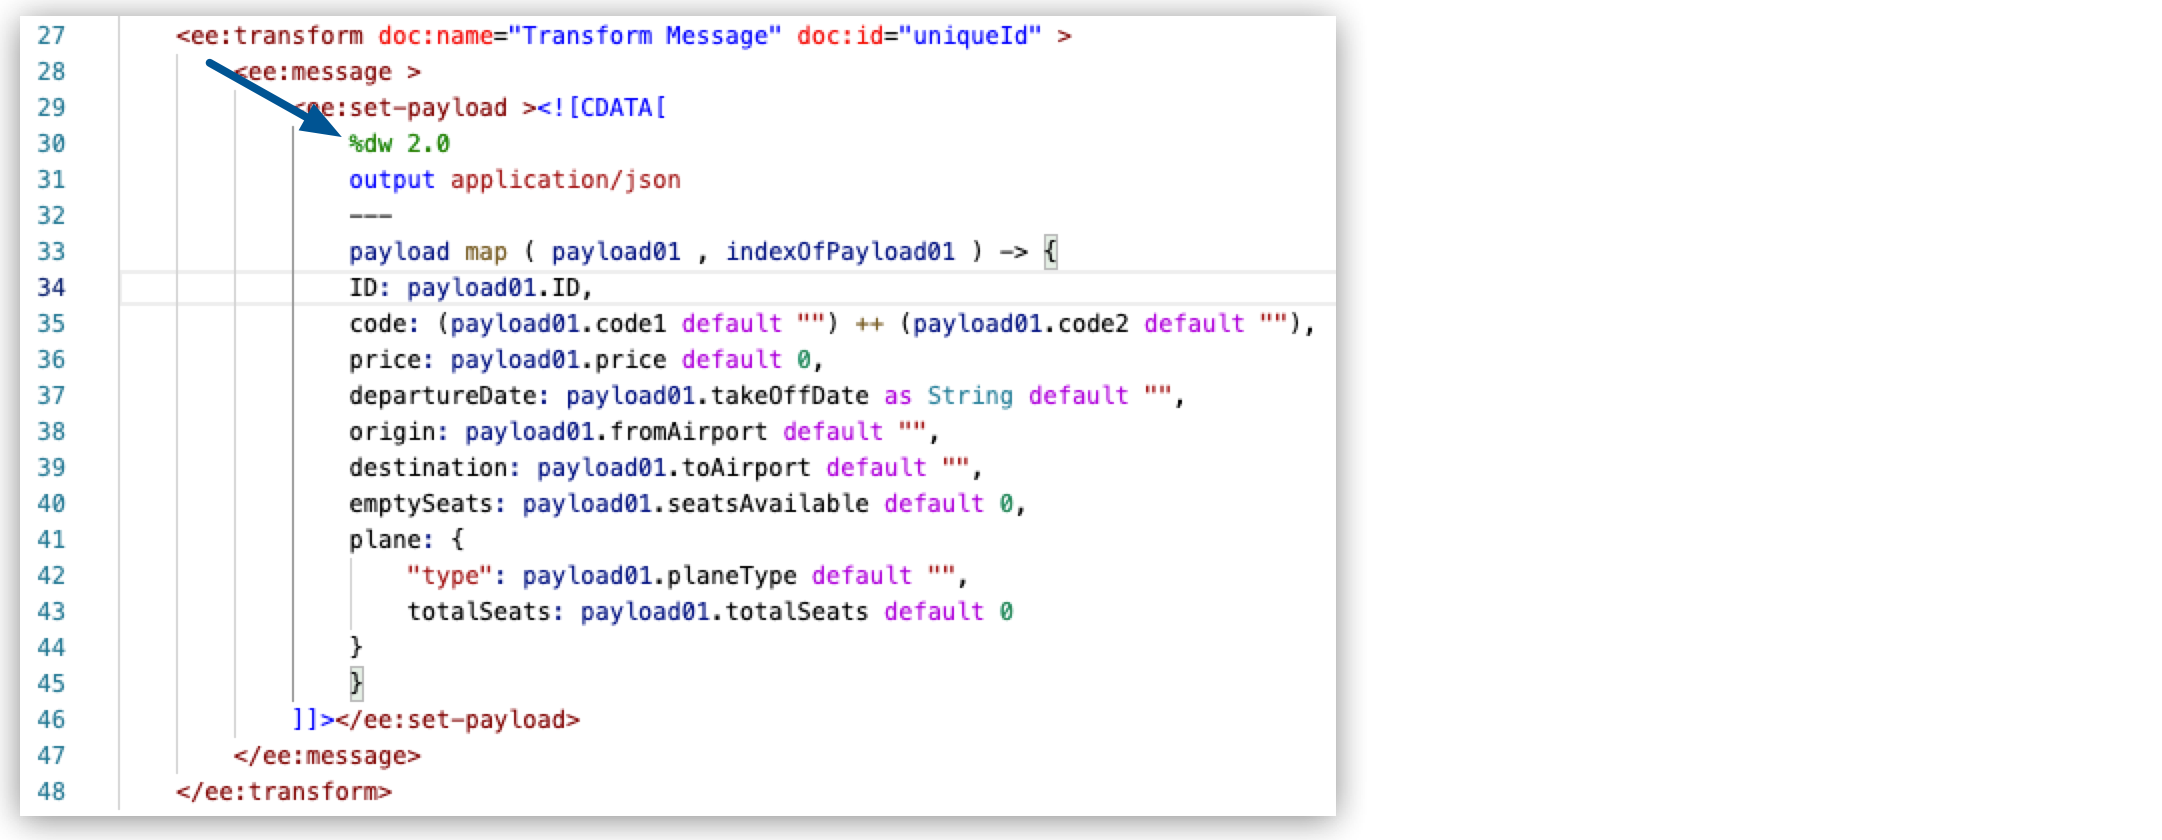 27 <ee:transform doc:name="Transform Message" doc:id="uniqueId" >
28 <ee:message >
29 <ee:set-payload ><![CDATA[
30 %dw 2.0
31 output application/json
32 ---
33 payload map ( payload01 , indexOfPayload01 ) -> {
34 ID: payload01.ID,
35 code: (payload01.code1 default "") ++ (payload01.code2 default ""),
36 price: payload01.price default 0,
37 departureDate: payload01.takeOffDate as String default "",
38 origin: payload01.fromAirport default "",
39 destination: payload01.toAirport default "",
40 emptySeats: payload01.seatsAvailable default 0,
41 plane: {
42 "type": payload01.planeType default "",
43 totalSeats: payload01.totalSeats default 0
44 }
45 }
46 ]]></ee:set-payload>
47 </ee:message>
48 </ee:transform>